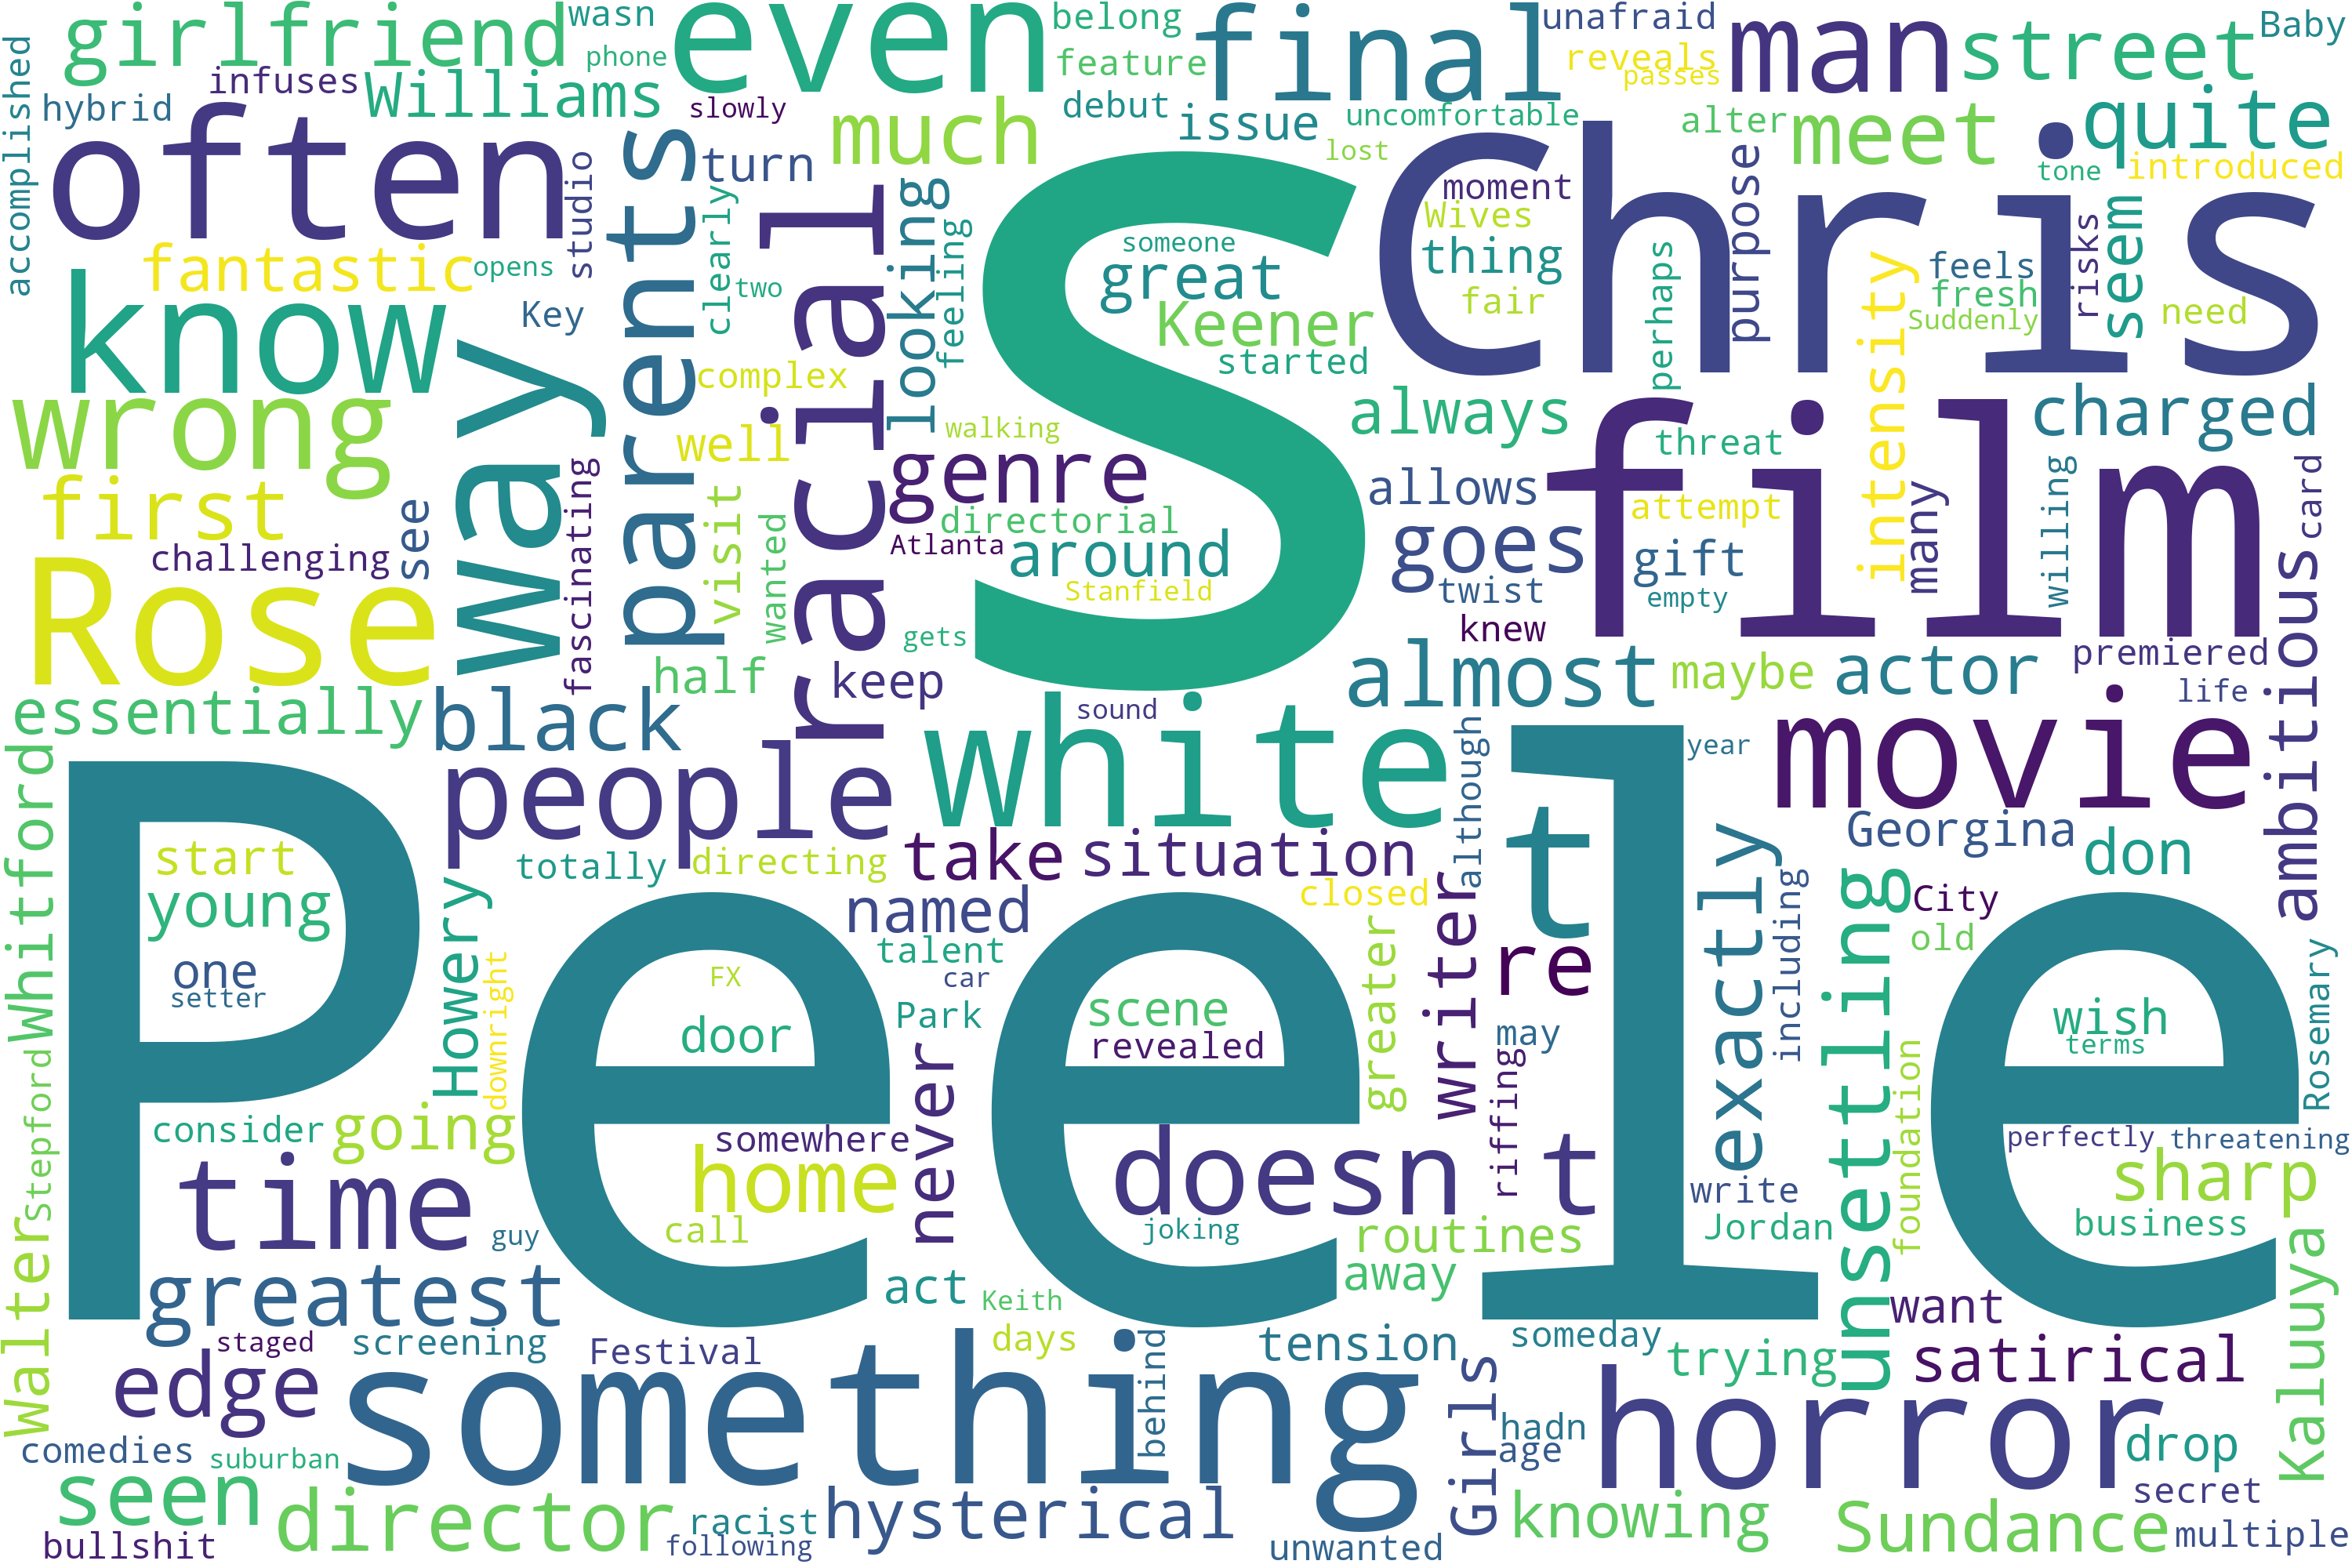 accomplished
girlfriend
wasn
phone
even
belong
feature
final
unafraid
reveals
passes
man
street
Baby
infuses
hybrid
Williams
slowly
debut
issue
uncomfortable
lost
alter
meet
quite
introduced
tone
often
parents
turn
much
racial
looking
feeling
S
Chris
moment
Wives
thing
fair
purpose
perhaps
risks
seem
feels
fresh
Suddenly
need
fantastic
opens
studio
Key
clearly
two
someone
great
Keener
started
know
way
complex
always
threat
intensity
charged
wrong
well
walking
genre
directorial
Atlanta
around
Stanfield
allows
goes
film
attempt
gift
twist
empty
many
willing
card
ambitious
first
challenging
see
fascinating
visit
wanted
gets
knew
Rose
half
keep
almost
maybe
actor
premiered
life
essentially
black
sound
white
although
year
movie
Whitford
people
Peele
t
exactly
including
Georgina
don
start
young
totally
directing
take
situation
closed
writer
Howery
named
talent
greater
re
City
old
unsettling
one
setter
downright
FX
car
door
Park
scene
revealed
may
riffing
wish
terms
Rosemary
Stepford
consider
going
somewhere
home
call
never
doesn t
joking
routines
away
write
Jordan
foundation
perfectly
threatening
sharp
business
Walter
time
guy
greatest
act
Keith
want
Kaluuya
edge
staged
screening
Festival
days
behind
tension
someday
trying
satirical
something
Girls
hadn
age
horror
drop
comedies
suburban
seen
director
racist
following
hysterical
unwanted
knowing
Sundance
secret
multiple
bullshit